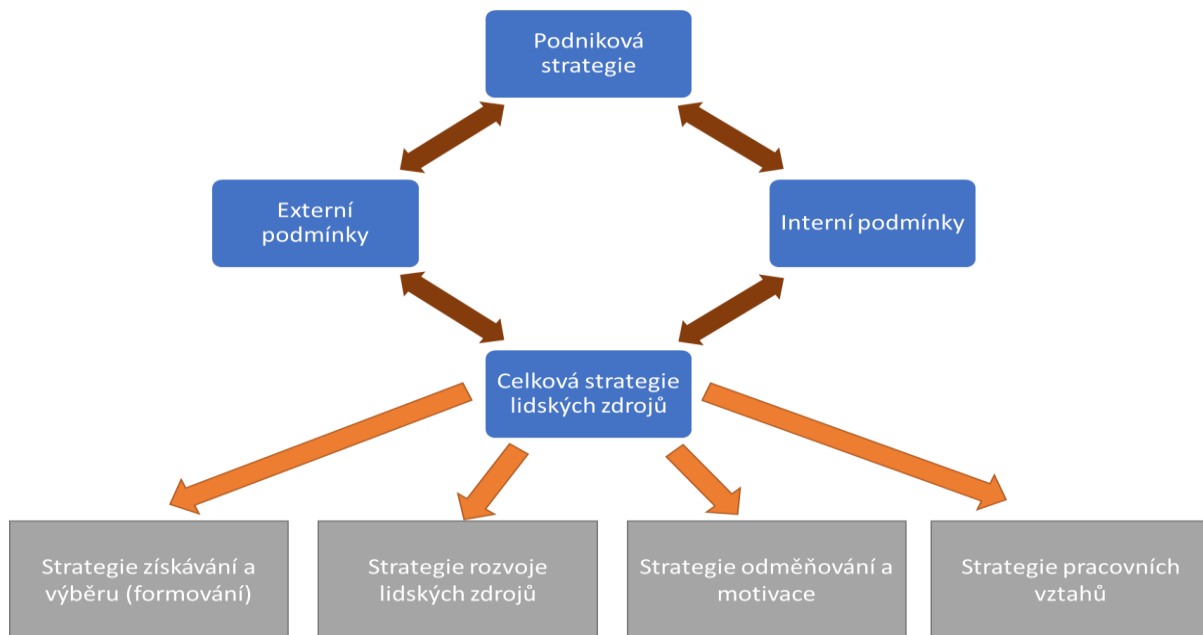 Podniková
strategie
Externí
podmínky
Interní podmínky
Celková strategie
lidských zdrojů
Strategie získávání a
výběru (formování)
Strategie rozvoje
lidských zdrojů
Strategie odměňování a
motivace
Strategie pracovních
vztahů